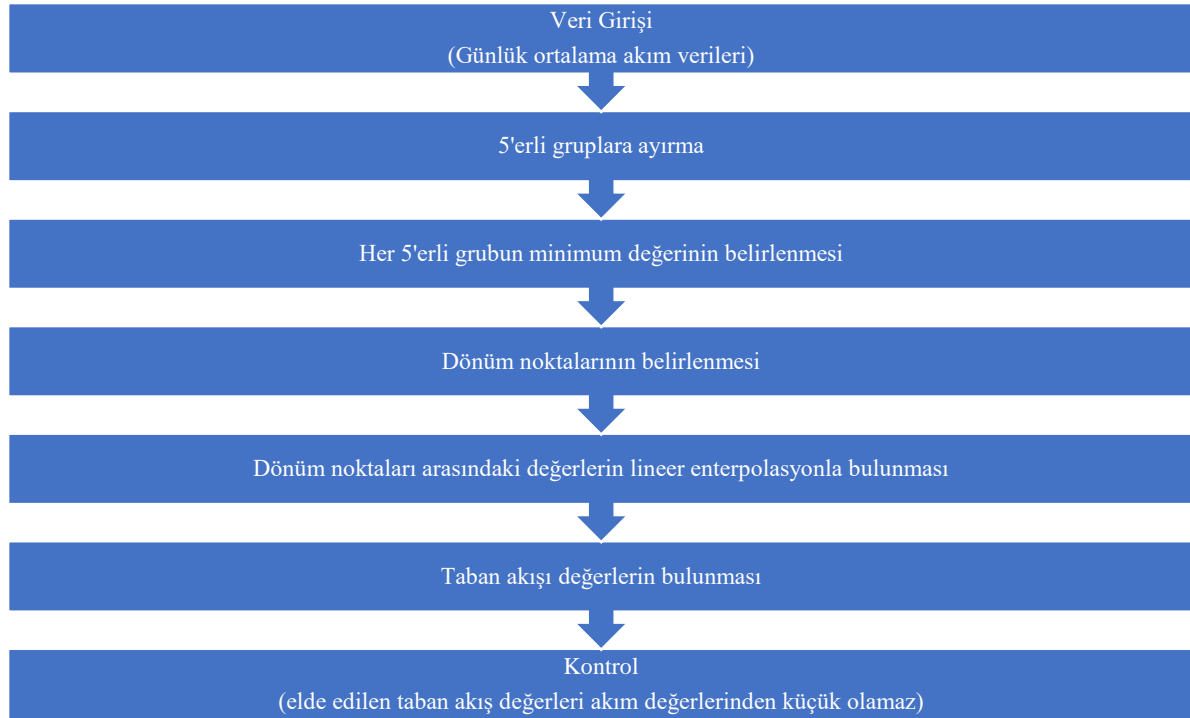 Veri Girişi
(Günlük ortalama akım verileri)
5'erli gruplara ayırma
Her 5'erli grubun minimum değerinin belirlenmesi
Dönüm noktalarının belirlenmesi
Dönüm noktaları arasındaki değerlerin lineer enterpolasyonla bulunması
Taban akışı değerlerin bulunması
Kontrol
(elde edilen taban akış değerleri akım değerlerinden küçük olamaz)